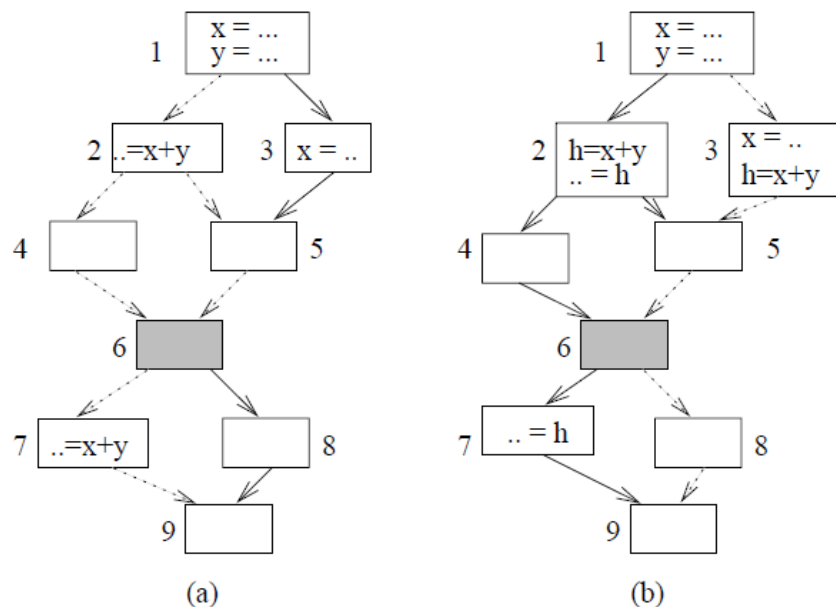 x = ...
y = ...
1
2
..=x+y
3
x = ..
4
5
6
7
..=x+y
8
9
(a)
x = ...
y = ...
1
2
h=x+y
.. = h
3
x = ..
h=x+y
4
5
6
7
.. = h
8
9
(b)